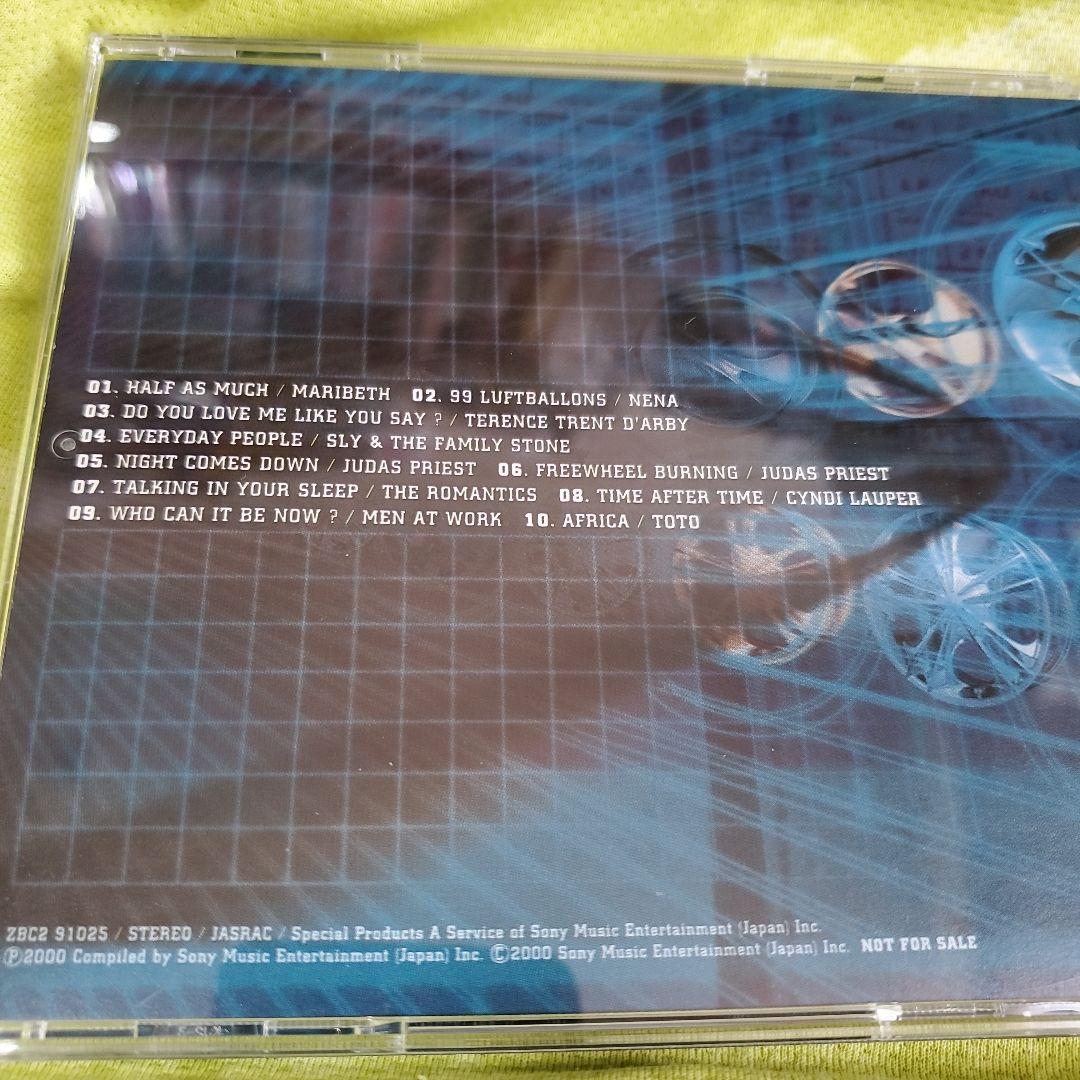 01. HALF AS MUCH / MARIBETH 02. 99 LUFTBALLONS / NENA
03. DO YOU LOVE ME LIKE YOU SAY ? / TERENCE TRENT D'ARBY
04. EVERYDAY PEOPLE / SLY & THE FAMILY STONE
05. NIGHT COMES DOWN / JUDAS PRIEST 06. FREEWHEEL BURNING / JUDAS PRIEST
07. TALKING IN YOUR SLEEP / THE ROMANTICS 08. TIME AFTER TIME / CYNDI LAUPER
09. WHO CAN IT BE NOW ? / MEN AT WORK 10. AFRICA / TOTO
ZBC2 91025 / STEREO / JASRAC / Special Products A Service of Sony Music Entertainment (Japan) Inc.
Ⓟ2000 Compiled by Sony Music Entertainment (Japan) Inc. Ⓒ2000 Sony Music Entertainment (Japan) Inc. NOT FOR SALE